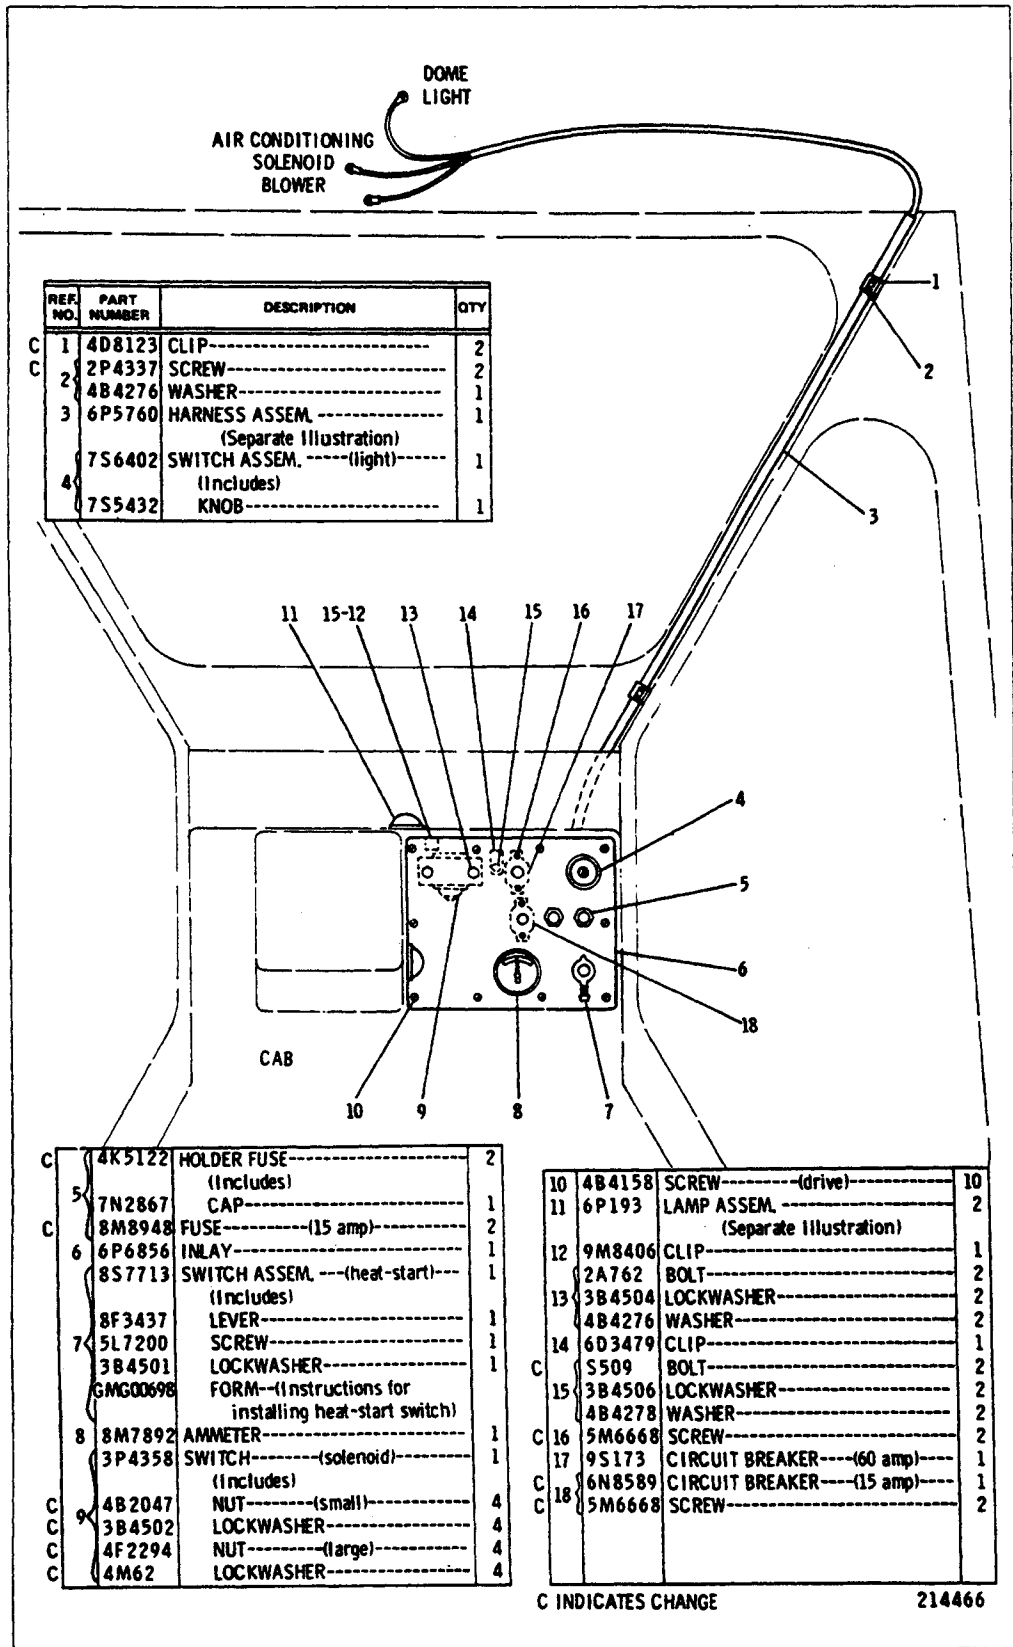 DOME
LIGHT
AIR CONDITIONING
SOLENOID
BLOWER
REF. NO. PART NUMBER DESCRIPTION QTY
C 1 4D8123 CLIP 2
C 2 2P4337 SCREW 2
4B4276 WASHER 1
3 6P5760 HARNESS ASSEM. 1
(Separate Illustration)
4 7S6402 SWITCH ASSEM. -----(light)------ 1
(Includes)
7S5432 KNOB 1
1
2
3
11 15-12 13 14 15 16 17
4
5
6
18
CAB
10 9 8 7
C 5 4K5122 HOLDER FUSE 2
(Includes)
7N2867 CAP 1
C 8M8948 FUSE----------(15 amp)---------- 2
6 6P6856 INLAY 1
7 8S7713 SWITCH ASSEM. ---(heat-start)--- 1
(Includes)
8F3437 LEVER 1
5L7200 SCREW 1
3B4501 LOCKWASHER 1
GMG00698 FORM--(Instructions for
installing heat-start switch)
8 8M7892 AMMETER 1
9 3P4358 SWITCH-------(solenoid)------ 1
(Includes)
C 4B2047 NUT--------(small)-------- 4
C 3B4502 LOCKWASHER 4
C 4F2294 NUT---------(large)--------- 4
C 4M62 LOCKWASHER 4
10 4B4158 SCREW---------(drive)---------- 10
11 6P193 LAMP ASSEM. 2
(Separate Illustration)
12 9M8406 CLIP 1
13 2A762 BOLT 2
3B4504 LOCKWASHER 2
4B4276 WASHER 2
14 6D3479 CLIP 1
C 15 S509 BOLT 2
3B4506 LOCKWASHER 2
4B4278 WASHER 2
C 16 5M6668 SCREW 2
17 9S173 CIRCUIT BREAKER----(60 amp)---- 1
C 18 6N8589 CIRCUIT BREAKER----(15 amp)---- 1
C 5M6668 SCREW 2
C INDICATES CHANGE 214466